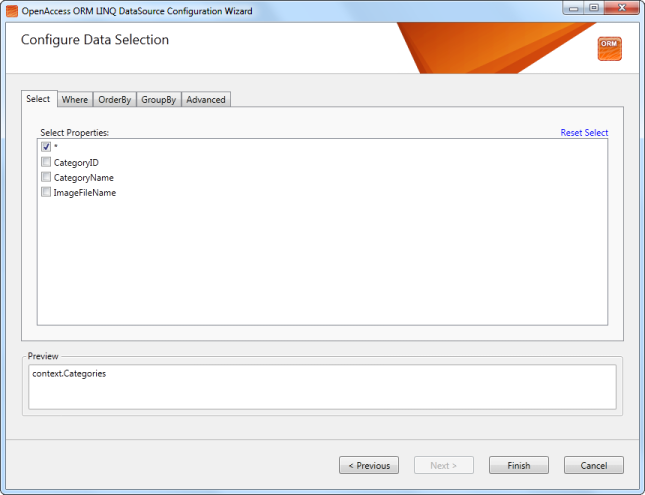 OpenAccess ORM LINQ DataSource Configuration Wizard
Configure Data Selection
ORM
Select Where OrderBy GroupBy Advanced
Select Properties: Reset Select
*
CategoryID
CategoryName
ImageFileName
Preview
context.Categories
< Previous Next > Finish Cancel